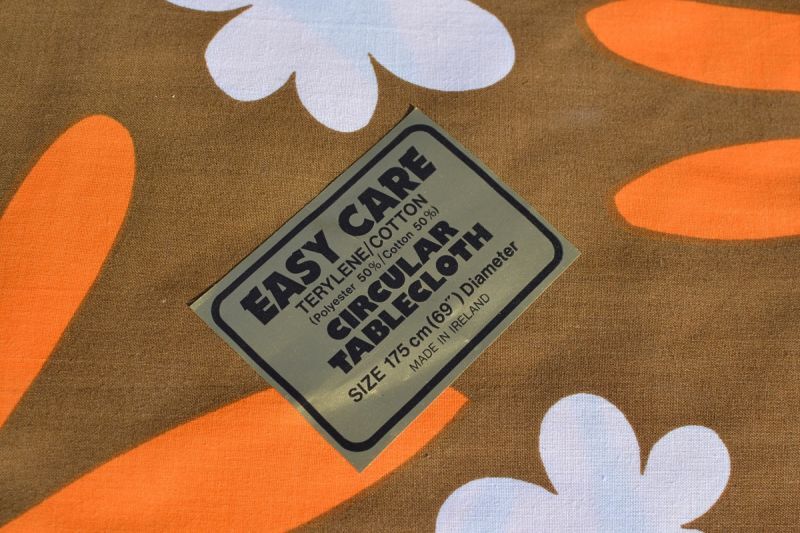 EASY CARE
TERYLENE/COTTON
(Polyester 50%/Cotton 50%)
CIRCULAR
TABLECLOTH
SIZE 175 cm (69") Diameter
MADE IN IRELAND